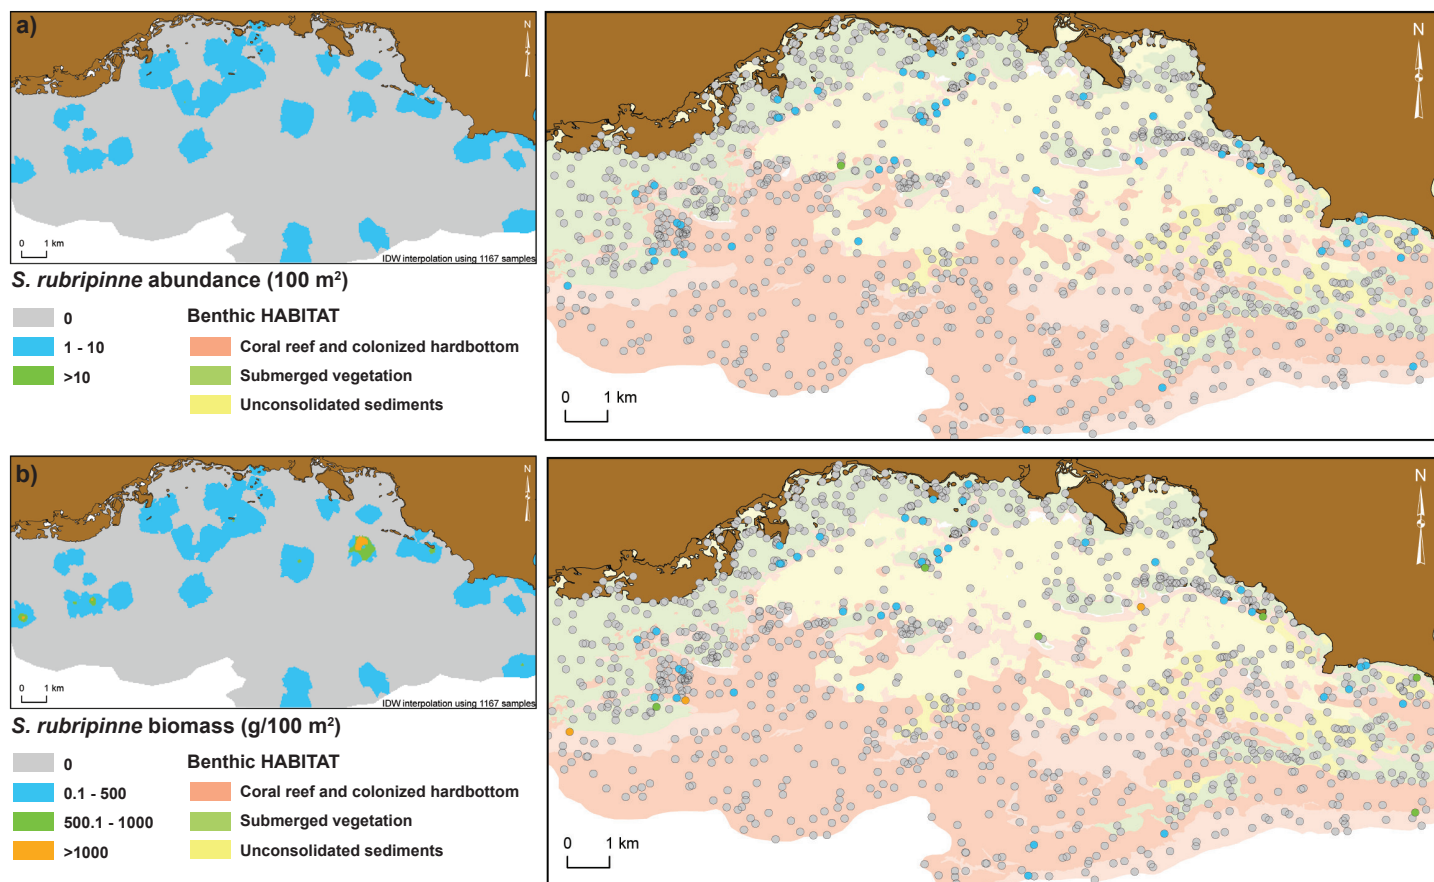 a)
N
0 1 km
IDW interpolation using 1167 samples
S. rubripinne abundance (100 m²)
0
1 - 10
>10
Benthic HABITAT
Coral reef and colonized hardbottom
Submerged vegetation
Unconsolidated sediments
N
0 1 km
b)
N
0 1 km
IDW interpolation using 1167 samples
S. rubripinne biomass (g/100 m²)
0
0.1 - 500
500.1 - 1000
>1000
Benthic HABITAT
Coral reef and colonized hardbottom
Submerged vegetation
Unconsolidated sediments
N
0 1 km